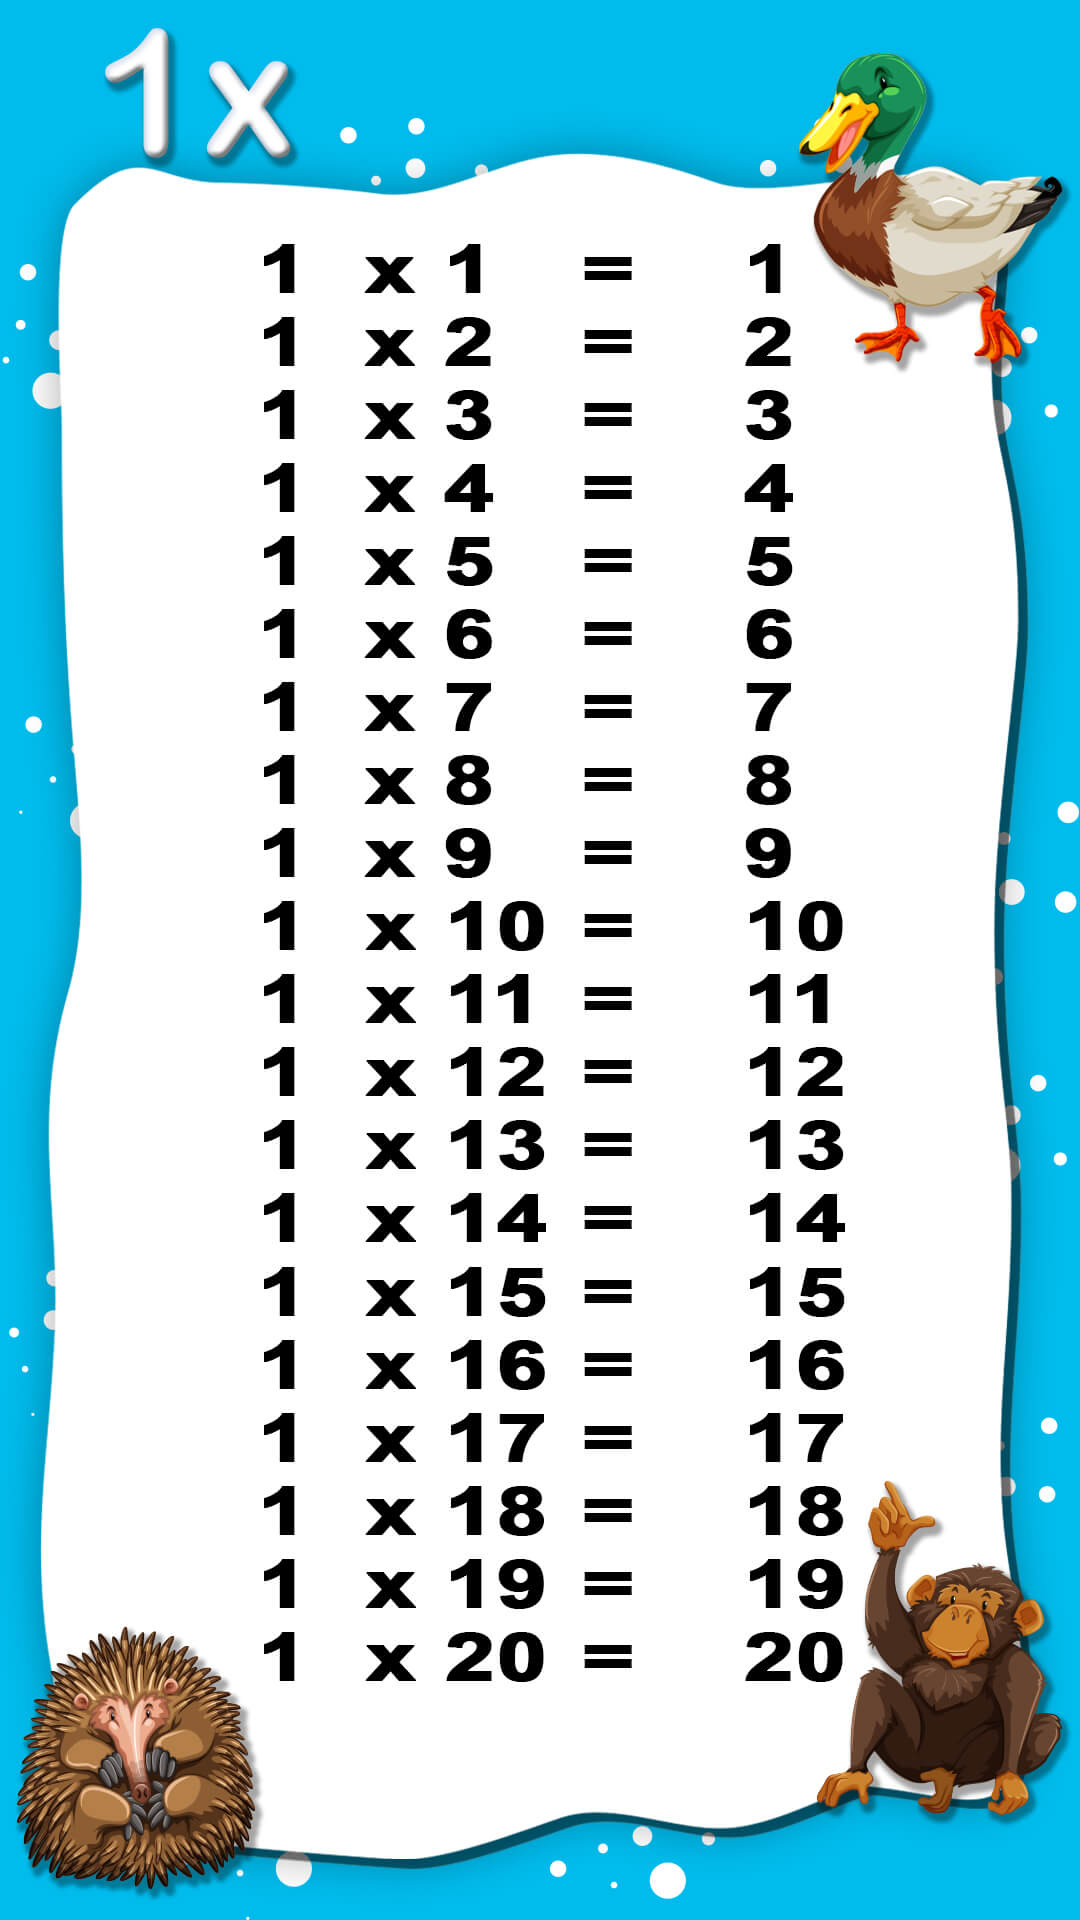 1x
1 x 1 = 1
1 x 2 = 2
1 x 3 = 3
1 x 4 = 4
1 x 5 = 5
1 x 6 = 6
1 x 7 = 7
1 x 8 = 8
1 x 9 = 9
1 x 10 = 10
1 x 11 = 11
1 x 12 = 12
1 x 13 = 13
1 x 14 = 14
1 x 15 = 15
1 x 16 = 16
1 x 17 = 17
1 x 18 = 18
1 x 19 = 19
1 x 20 = 20